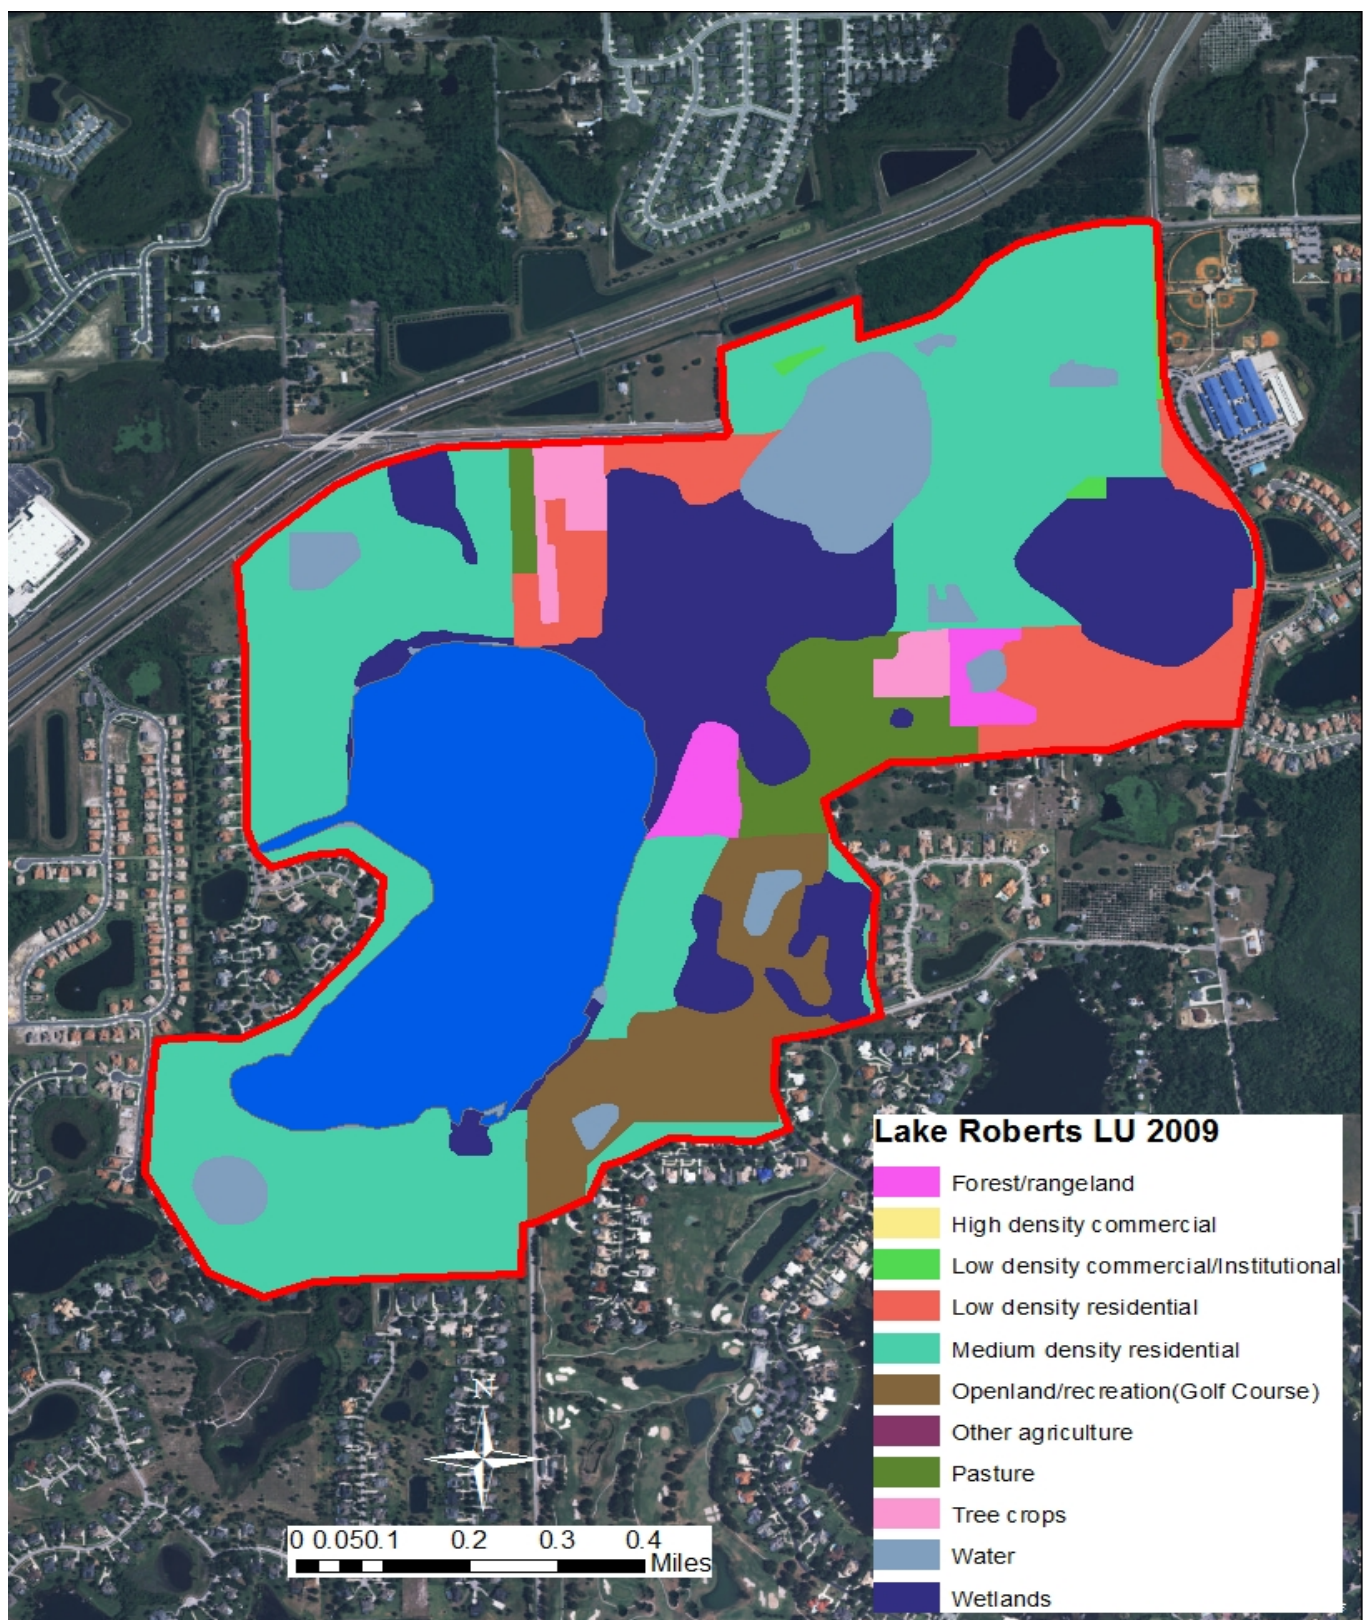 Lake Roberts LU 2009
Forest/rangeland
High density commercial
Low density commercial/Institutional
Low density residential
Medium density residential
Openland/recreation(Golf Course)
Other agriculture
Pasture
Tree crops
Water
Wetlands
N
0 0.050.1 0.2 0.3 0.4
Miles